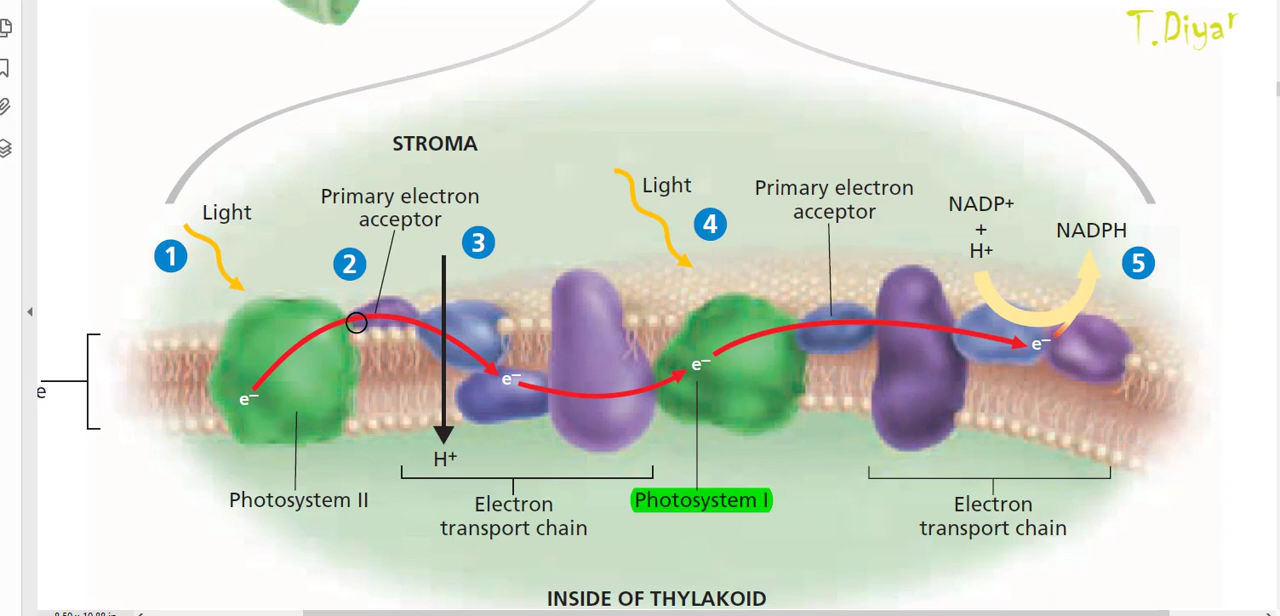 T.Diyar
STROMA
Primary electron
acceptor
Light
Light
Primary electron
acceptor
NADP+
+
H+
NADPH
1
2
3
4
5
e
e−
e−
e−
e−
H+
Photosystem II
Electron
transport chain
Photosystem I
Electron
transport chain
INSIDE OF THYLAKOID